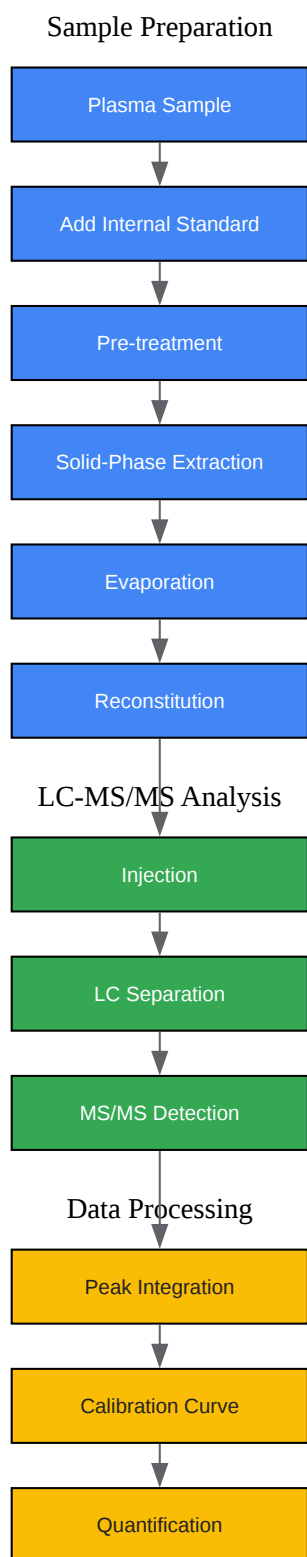 Sample Preparation
Plasma Sample
Add Internal Standard
Pre-treatment
Solid-Phase Extraction
Evaporation
Reconstitution
LC-MS/MS Analysis
Injection
LC Separation
MS/MS Detection
Data Processing
Peak Integration
Calibration Curve
Quantification